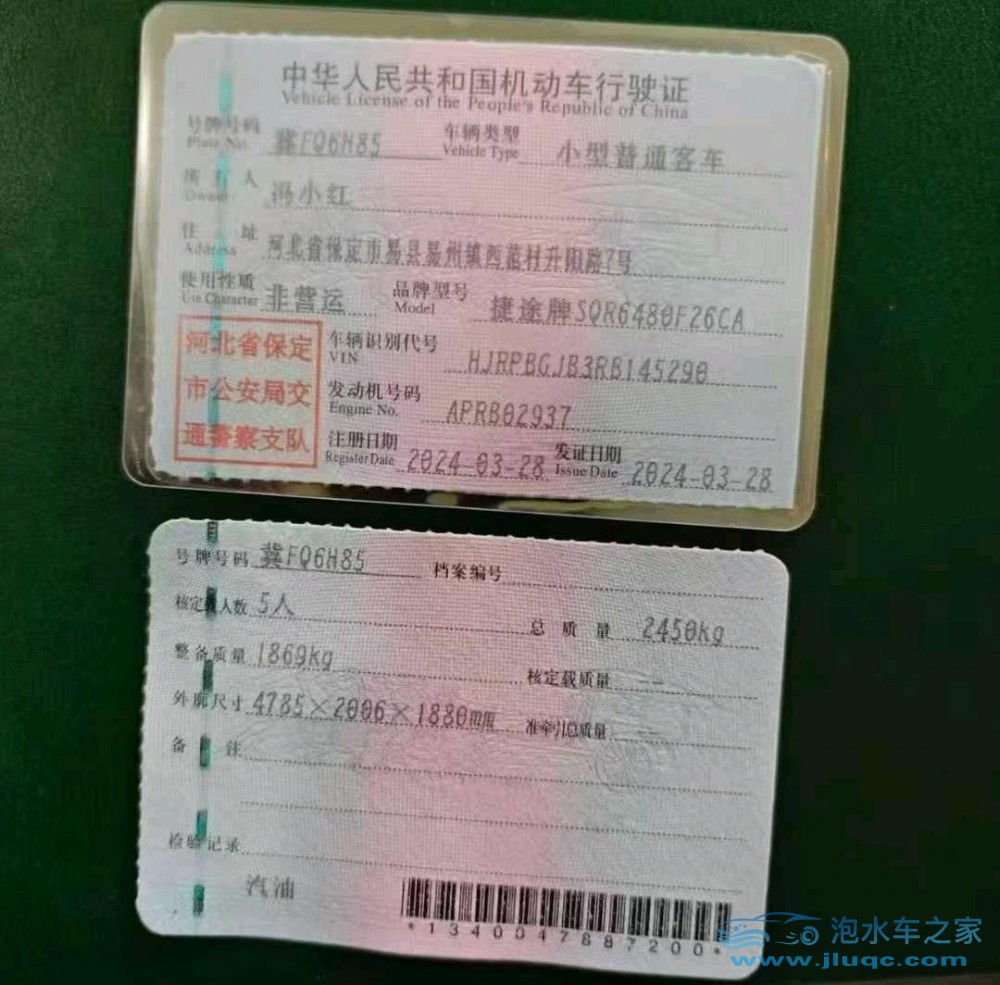 中华人民共和国机动车行驶证
Vehicle License of the People's Republic of China
号牌号码 冀FQ6H85 车辆类型 小型普通客车
Plate No. Vehicle Type
所有人 冯小红
Owner
住址 河北省保定市易县易州镇西菹村升阳路7号
Address
使用性质 非营运 品牌型号 捷途牌SQR6480F26CA
Use Character Model
河北省保定
市公安局交
通警察支队
车辆识别代号 HJRPBGJB3RB145290
VIN
发动机号码 APRB02937
Engine No.
注册日期 2024-03-28 发证日期 2024-03-28
Register Date Issue Date
号牌号码 冀FQ6H85 档案编号
核定载人数 5人 总质量 2450kg
整备质量 1869kg 核定载质量 --
外廓尺寸 4785×2006×1880mm 准牵引总质量 --
备注
检验记录
汽油
*1340047887200*
泡水车之家
www.jluqc.com